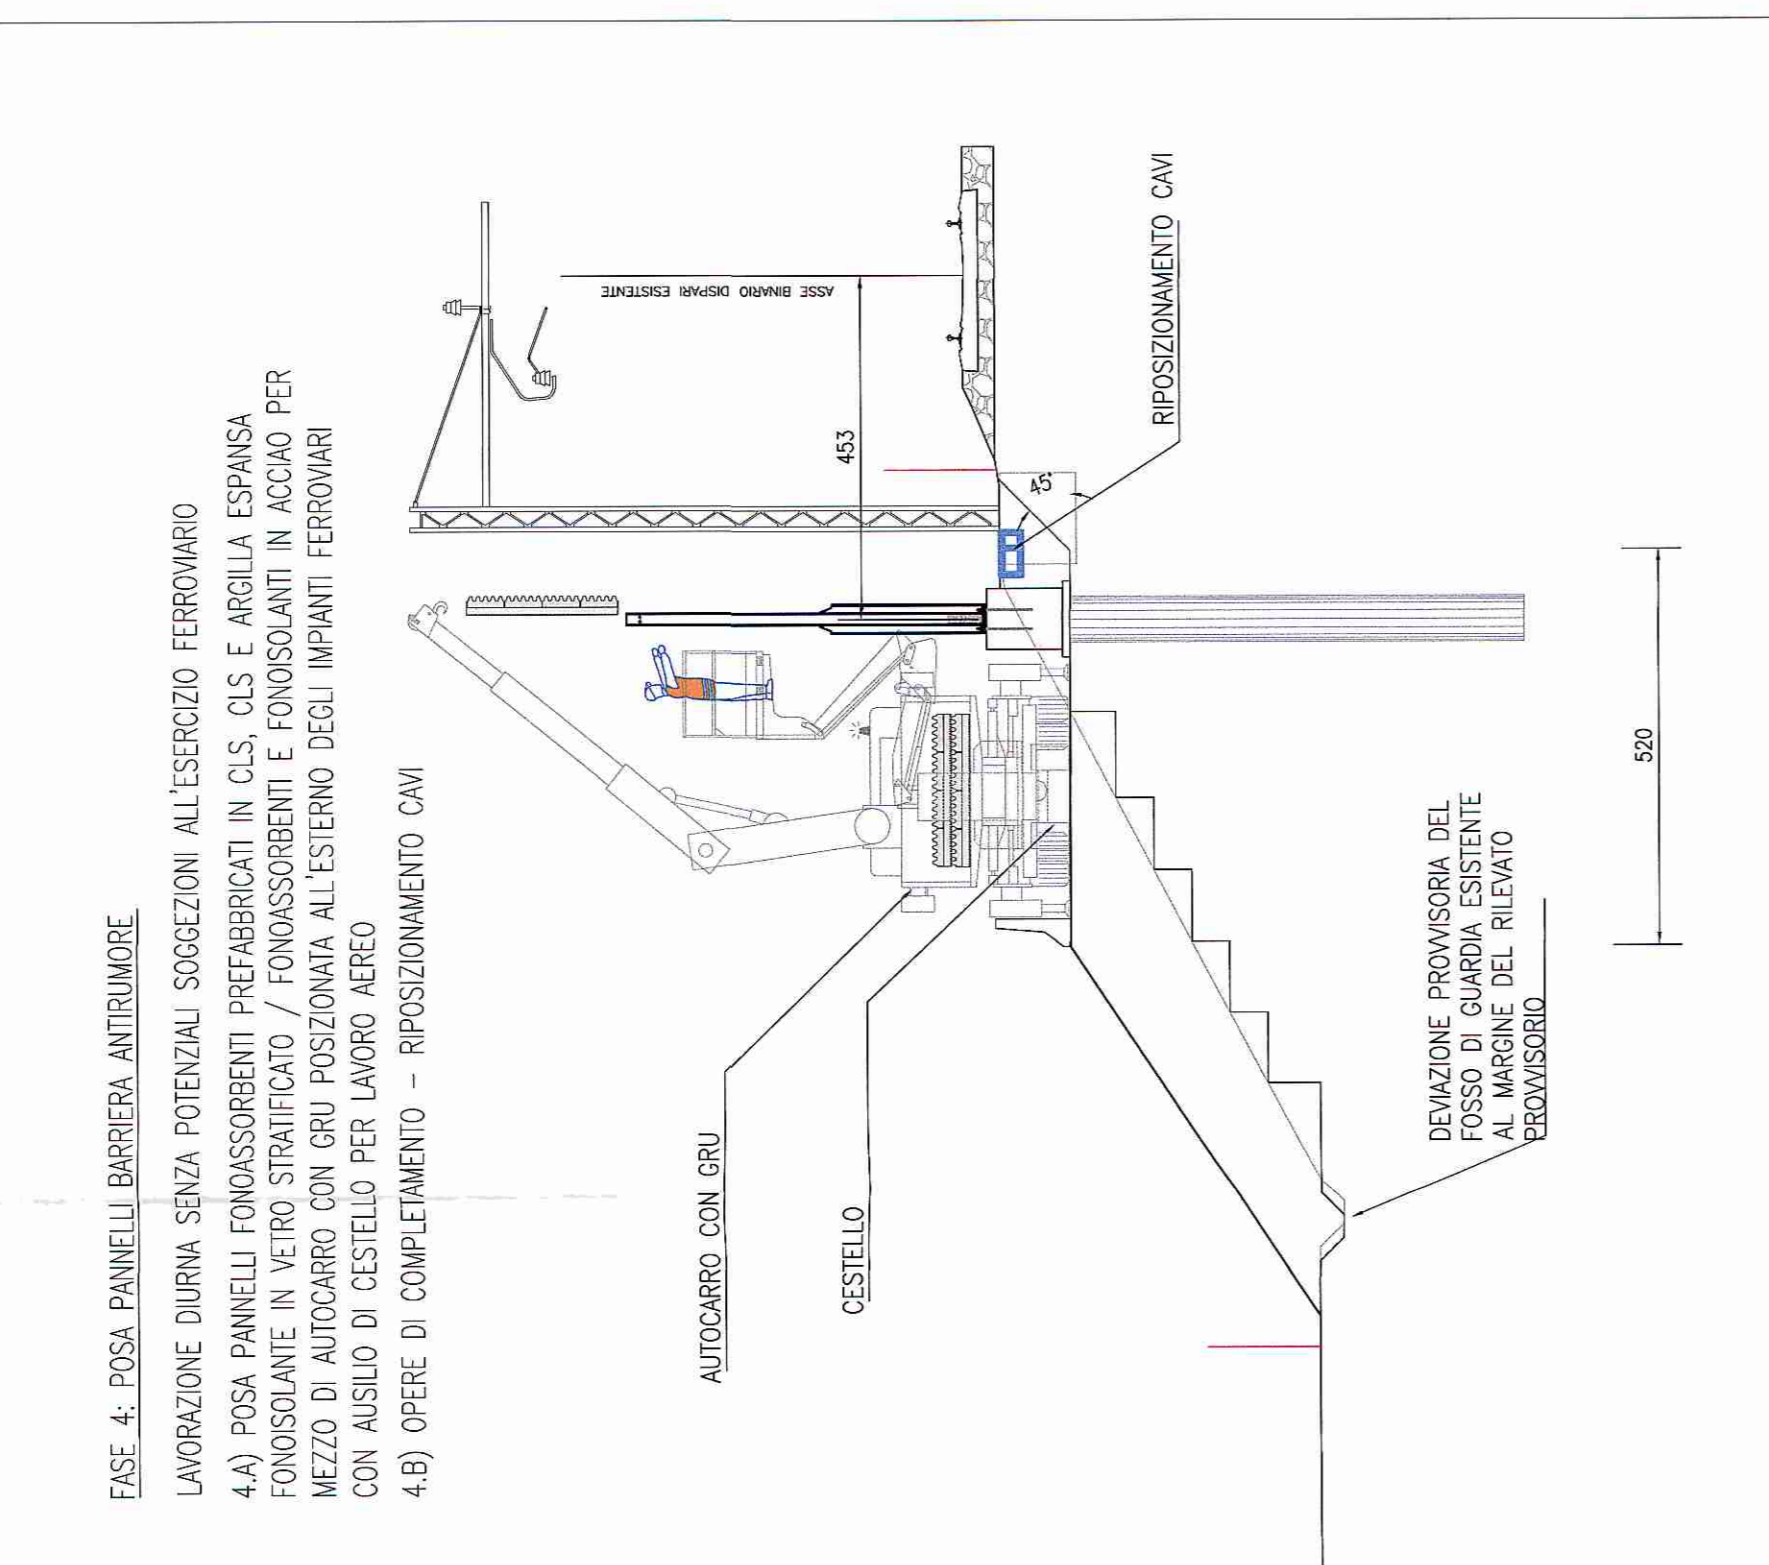 FASE 4: POSA PANNELLI BARRIERA ANTIRUMORE
LAVORAZIONE DIURNA SENZA POTENZIALI SOGGEZIONI ALL'ESERCIZIO FERROVIARIO
4.A) POSA PANNELLI FONOASSORBENTI PREFABBRICATI IN CLS, CLS E ARGILLA ESPANSA
FONOISOLANTE IN VETRO STRATIFICATO / FONOASSORBENTI E FONOISOLANTI IN ACCIAO PER
MEZZO DI AUTOCARRO CON GRU POSIZIONATA ALL'ESTERNO DEGLI IMPIANTI FERROVIARI
CON AUSILIO DI CESTELLO PER LAVORO AEREO
4.B) OPERE DI COMPLETAMENTO – RIPOSIZIONAMENTO CAVI
ASSE BINARIO DISPARI ESISTENTE
453
AUTOCARRO CON GRU
CESTELLO
45°
RIPOSIZIONAMENTO CAVI
DEVIAZIONE PROVVISORIA DEL
FOSSO DI GUARDIA ESISTENTE
AL MARGINE DEL RILEVATO
PROVVISORIO
520